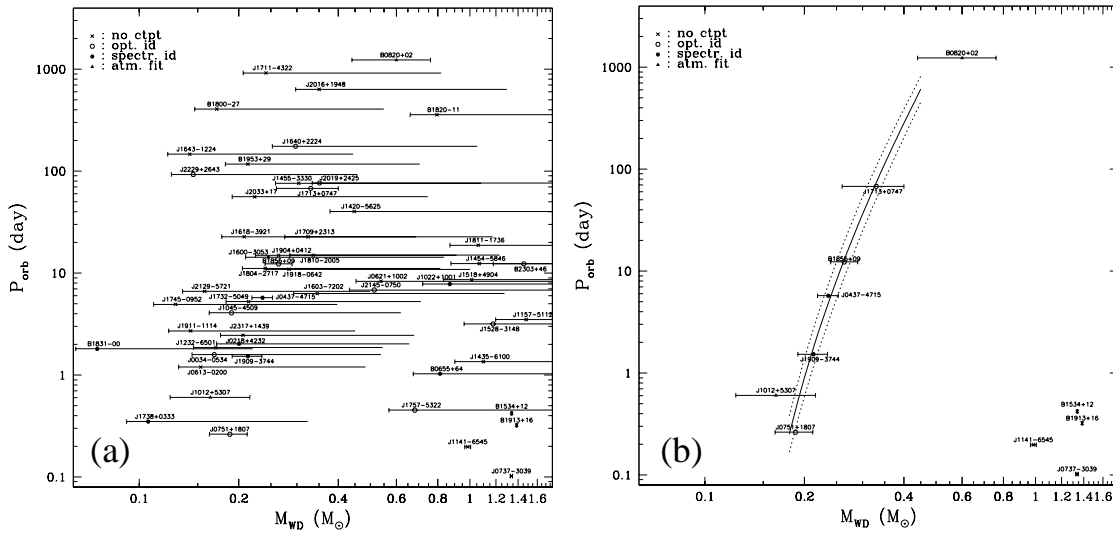 (a)
× : no ctpt
○ : opt. id
● : spectr. id
▲ : atm. fit
B0820+02
J1711-4322
J2016+1948
B1800-27
B1820-11
J1640+2224
J1643-1224
B1953+29
J2229+2643
J1455-3330
J2019+2425
J1713+0747
J2033+17
J1420-5625
J1618-3921
J1709+2313
J1811-1736
J1600-3053
J1904+0412
B1855+09
J1810-2005
J1454-5846
B2303+46
J1804-2717
J1918-0642
J0621+1002
J1022+1001
J1518+4904
J2129-5721
J1603-7202
J2145-0750
J1745-0952
J1732-5049
J0437-4715
J1045-4509
J1157-5112
J1528-3148
J1911-1114
J2317+1439
B1831-00
J1232-6501
J0218+4232
J0034-0534
J1909-3744
J1435-6100
J0613-0200
B0655+64
J1012+5307
J1757-5322
B1534+12
J1738+0333
B1913+16
J0751+1807
J1141-6545
J0737-3039
1000
100
10
1
0.1
P_orb (day)
0.1 0.2 0.4 0.6 0.8 1 1.2 1.4 1.6
M_WD (M_⊙)
(b)
× : no ctpt
○ : opt. id
● : spectr. id
▲ : atm. fit
B0820+02
J1713+0747
B1855+09
J0437-4715
J1909-3744
J1012+5307
J0751+1807
B1534+12
B1913+16
J1141-6545
J0737-3039
1000
100
10
1
0.1
P_orb (day)
0.1 0.2 0.4 0.6 0.8 1 1.2 1.4 1.6
M_WD (M_⊙)